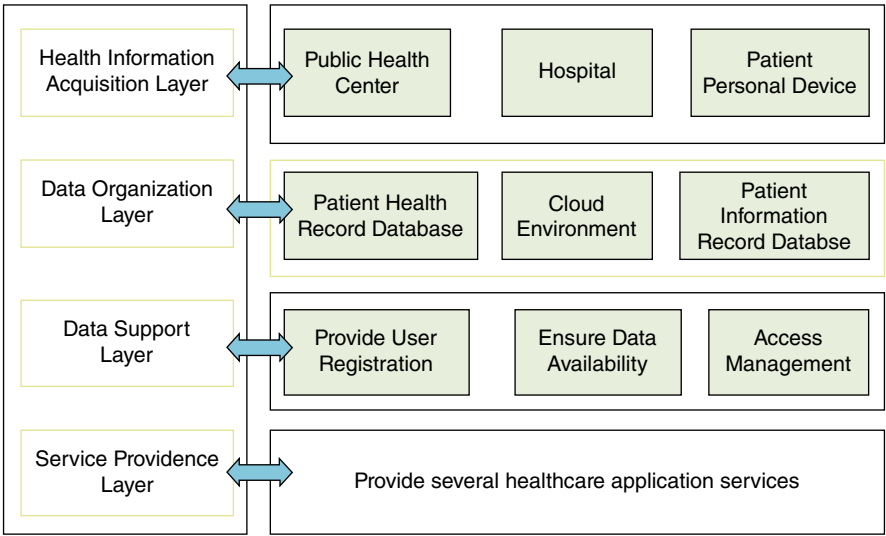 Health Information
Acquisition Layer
Public Health
Center
Hospital
Patient
Personal Device
Data Organization
Layer
Patient Health
Record Database
Cloud
Environment
Patient
Information
Record Databse
Data Support
Layer
Provide User
Registration
Ensure Data
Availability
Access
Management
Service Providence
Layer
Provide several healthcare application services